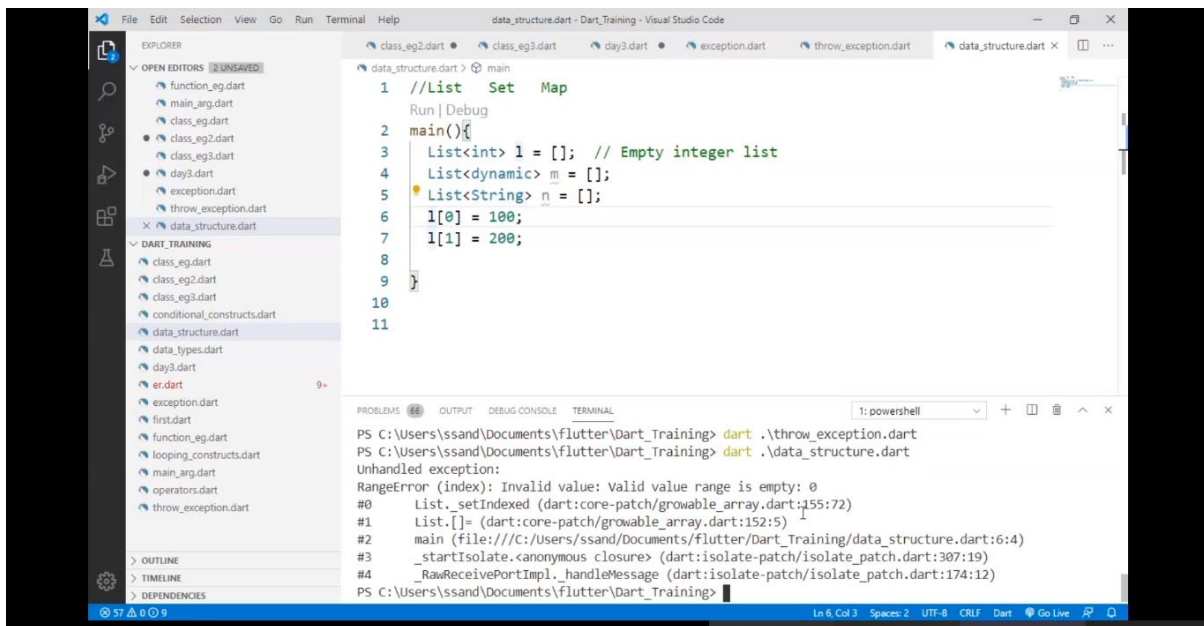 File Edit Selection View Go Run Terminal Help data_structure.dart - Dart_Training - Visual Studio Code
EXPLORER
OPEN EDITORS 2 UNSAVED
function_eg.dart
main_arg.dart
class_eg.dart
class_eg2.dart
class_eg3.dart
day3.dart
exception.dart
throw_exception.dart
data_structure.dart
DART_TRAINING
class_eg.dart
class_eg2.dart
class_eg3.dart
conditional_constructs.dart
data_structure.dart
data_types.dart
day3.dart
er.dart 9+
exception.dart
first.dart
function_eg.dart
looping_constructs.dart
main_arg.dart
operators.dart
throw_exception.dart
OUTLINE
TIMELINE
DEPENDENCIES
class_eg2.dart class_eg3.dart day3.dart exception.dart throw_exception.dart data_structure.dart
data_structure.dart > main
1 //List Set Map
Run | Debug
2 main(){
3 List<int> l = []; // Empty integer list
4 List<dynamic> m = [];
5 List<String> n = [];
6 l[0] = 100;
7 l[1] = 200;
8
9 }
10
11
PROBLEMS 66 OUTPUT DEBUG CONSOLE TERMINAL 1: powershell
PS C:\Users\ssand\Documents\flutter\Dart_Training> dart .\throw_exception.dart
PS C:\Users\ssand\Documents\flutter\Dart_Training> dart .\data_structure.dart
Unhandled exception:
RangeError (index): Invalid value: Valid value range is empty: 0
#0 List._setIndexed (dart:core-patch/growable_array.dart:155:72)
#1 List.[]= (dart:core-patch/growable_array.dart:152:5)
#2 main (file:///C:/Users/ssand/Documents/flutter/Dart_Training/data_structure.dart:6:4)
#3 _startIsolate.<anonymous closure> (dart:isolate-patch/isolate_patch.dart:307:19)
#4 _RawReceivePortImpl._handleMessage (dart:isolate-patch/isolate_patch.dart:174:12)
PS C:\Users\ssand\Documents\flutter\Dart_Training>
57 0 9 Ln 6, Col 3 Spaces: 2 UTF-8 CRLF Dart Go Live